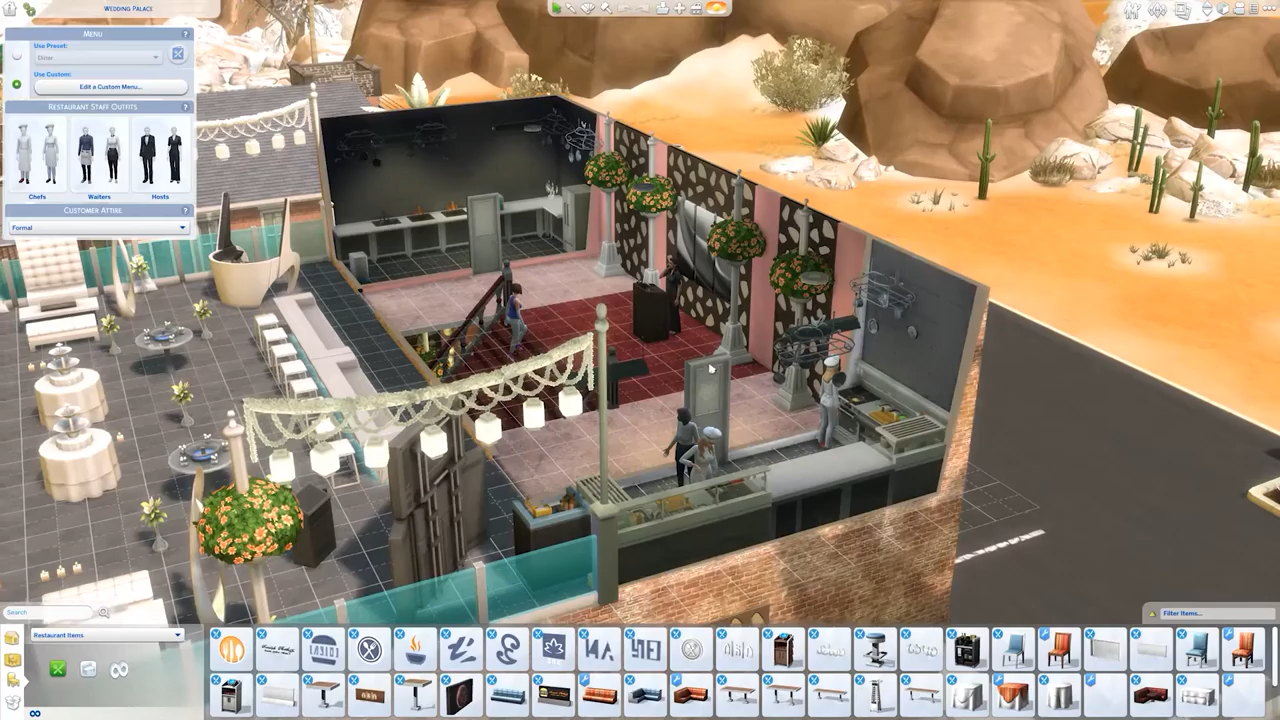 WEDDING PALACE
MENU
?
Use Preset:
Diner
Use Custom:
Edit a Custom Menu...
RESTAURANT STAFF OUTFITS
?
Chefs
Waiters
Hosts
CUSTOMER ATTIRE
?
Formal
Search
Filter Items...
Restaurant Items